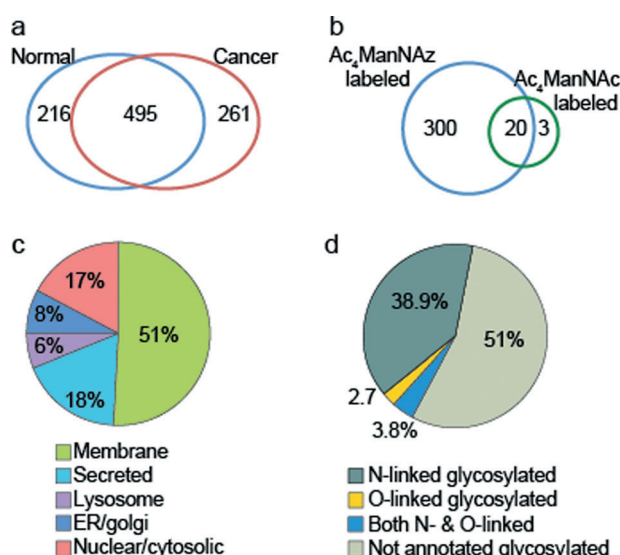 a
Normal
Cancer
216
495
261
b
Ac4ManNAz
labeled
Ac4ManNAc
labeled
300
20
3
c
17%
8%
6%
18%
51%
Membrane
Secreted
Lysosome
ER/golgi
Nuclear/cytosolic
d
38.9%
51%
2.7
3.8%
N-linked glycosylated
O-linked glycosylated
Both N- & O-linked
Not annotated glycosylated